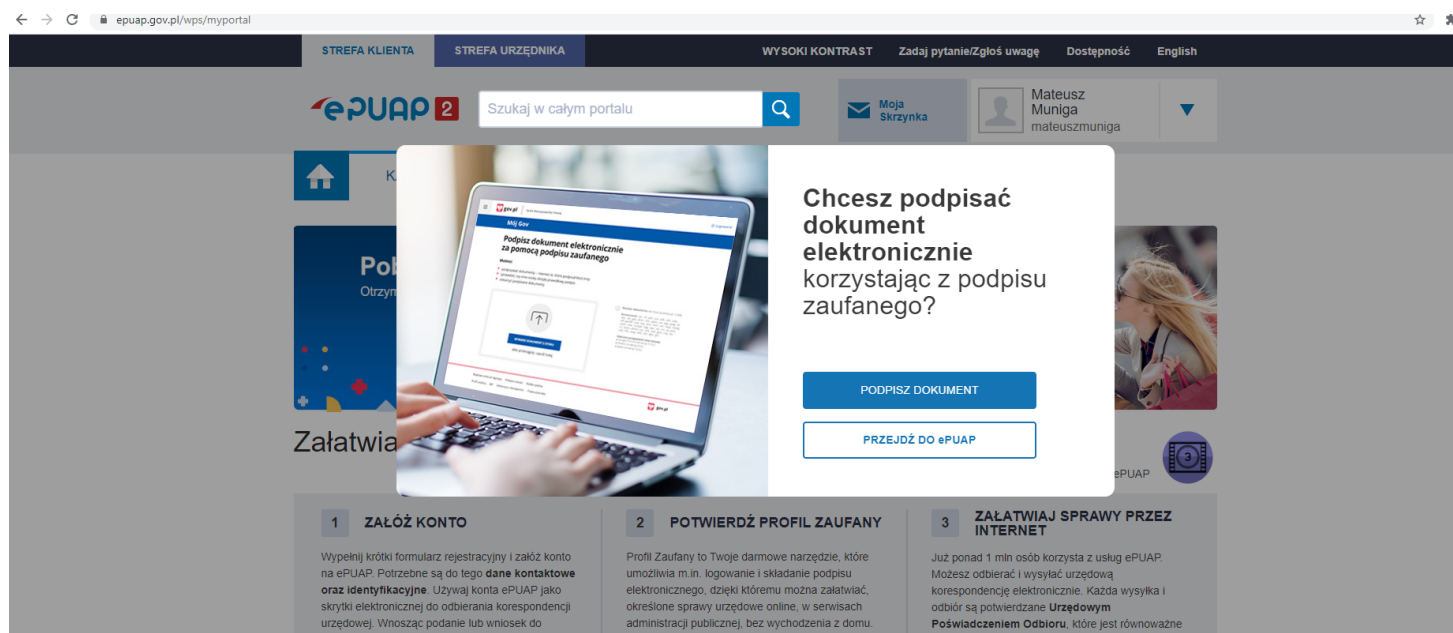 epuap.gov.pl/wps/myportal
STREFA KLIENTA STREFA URZĘDNIKA WYSOKI KONTRAST Zadaj pytanie/Zgłoś uwagę Dostępność English
ePUAP 2
Szukaj w całym portalu
Moja
Skrzynka
Mateusz
Muniga
mateuszmuniga
K
Pob
Otrzym
gov.pl
Mój Gov
Podpisz dokument elektronicznie
za pomocą podpisu zaufanego
gov.pl
Chcesz podpisać
dokument
elektronicznie
korzystając z podpisu
zaufanego?
PODPISZ DOKUMENT
PRZEJDŹ DO ePUAP
Załatwia
ePUAP
3
1 ZAŁÓŻ KONTO
Wypełnij krótki formularz rejestracyjny i załóż konto
na ePUAP. Potrzebne są do tego dane kontaktowe
oraz identyfikacyjne. Używaj konta ePUAP jako
skrytki elektronicznej do odbierania korespondencji
urzędowej. Wnosząc podanie lub wniosek do
2 POTWIERDŹ PROFIL ZAUFANY
Profil Zaufany to Twoje darmowe narzędzie, które
umożliwia m.in. logowanie i składanie podpisu
elektronicznego, dzięki któremu można załatwiać,
określone sprawy urzędowe online, w serwisach
administracji publicznej, bez wychodzenia z domu.
3 ZAŁATWIAJ SPRAWY PRZEZ
INTERNET
Już ponad 1 mln osób korzysta z usług ePUAP.
Możesz odbierać i wysyłać urzędową
korespondencję elektronicznie. Każda wysyłka i
odbiór są potwierdzane Urzędowym
Poświadczeniem Odbioru, które jest równoważne